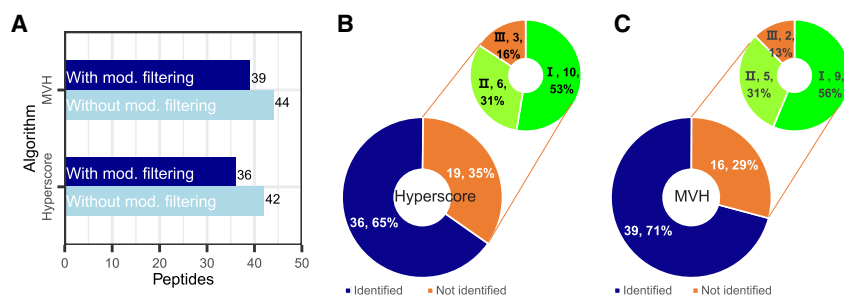 A
Algorithm
MVH
With mod. filtering 39
Without mod. filtering 44
Hyperscore
With mod. filtering 36
Without mod. filtering 42
0 10 20 30 40 50
Peptides
B
Ⅲ, 3,
16%
Ⅰ, 10,
53%
Ⅱ, 6,
31%
19, 35%
Hyperscore
36, 65%
Identified Not identified
C
Ⅲ, 2,
13%
Ⅰ, 9,
56%
Ⅱ, 5,
31%
16, 29%
MVH
39, 71%
Identified Not identified